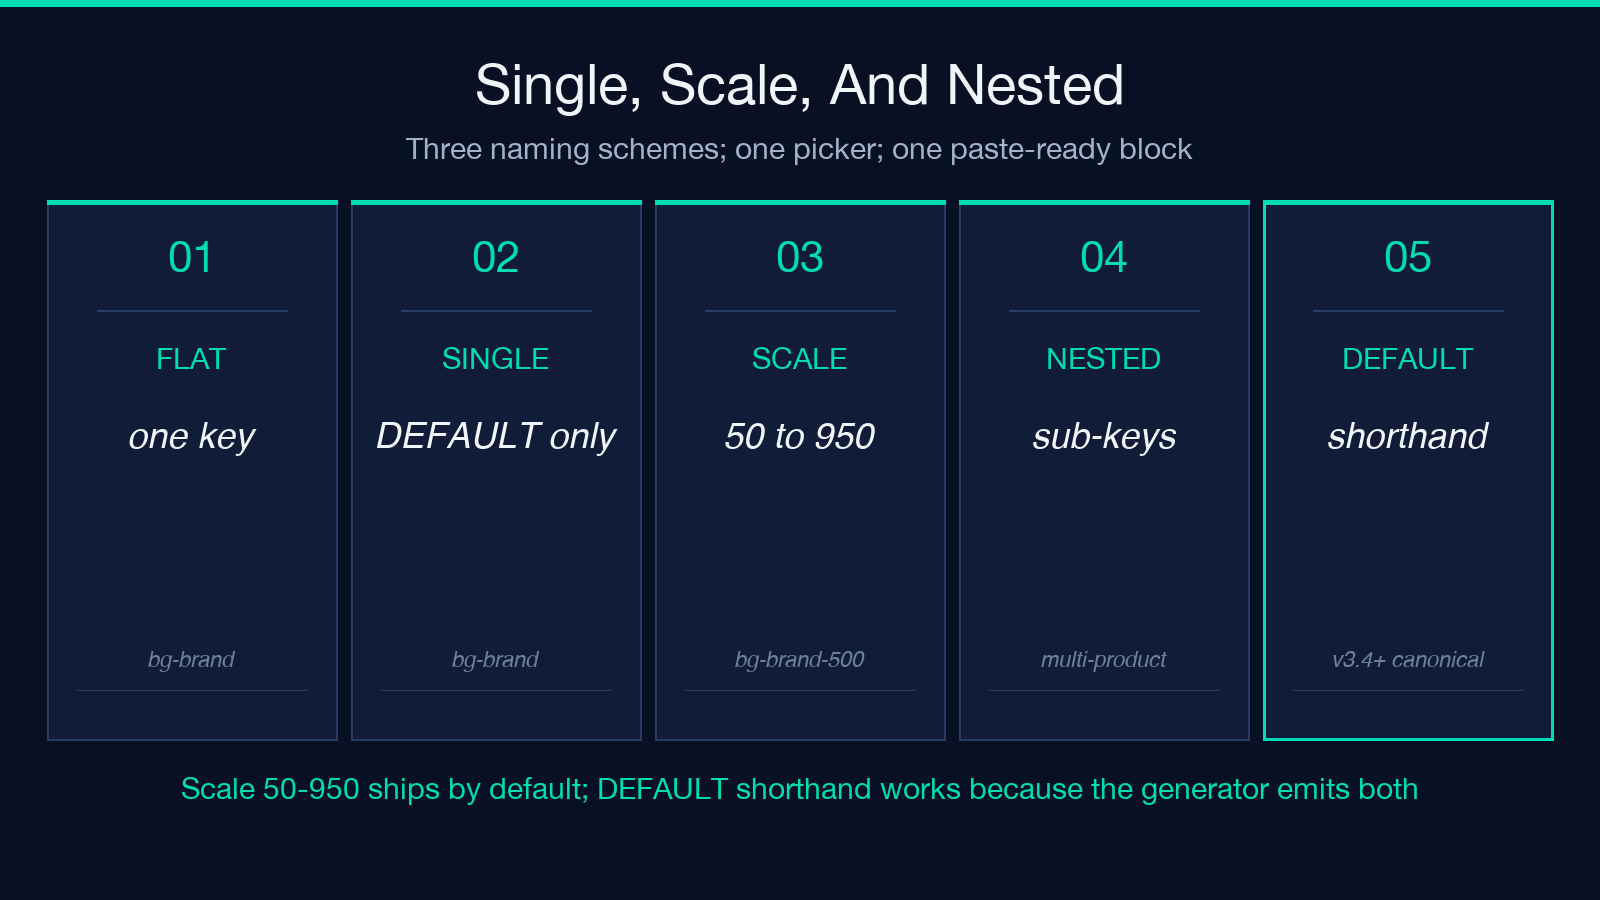 Single, Scale, And Nested
Three naming schemes; one picker; one paste-ready block
01
FLAT
one key
bg-brand
02
SINGLE
DEFAULT only
bg-brand
03
SCALE
50 to 950
bg-brand-500
04
NESTED
sub-keys
multi-product
05
DEFAULT
shorthand
v3.4+ canonical
Scale 50-950 ships by default; DEFAULT shorthand works because the generator emits both